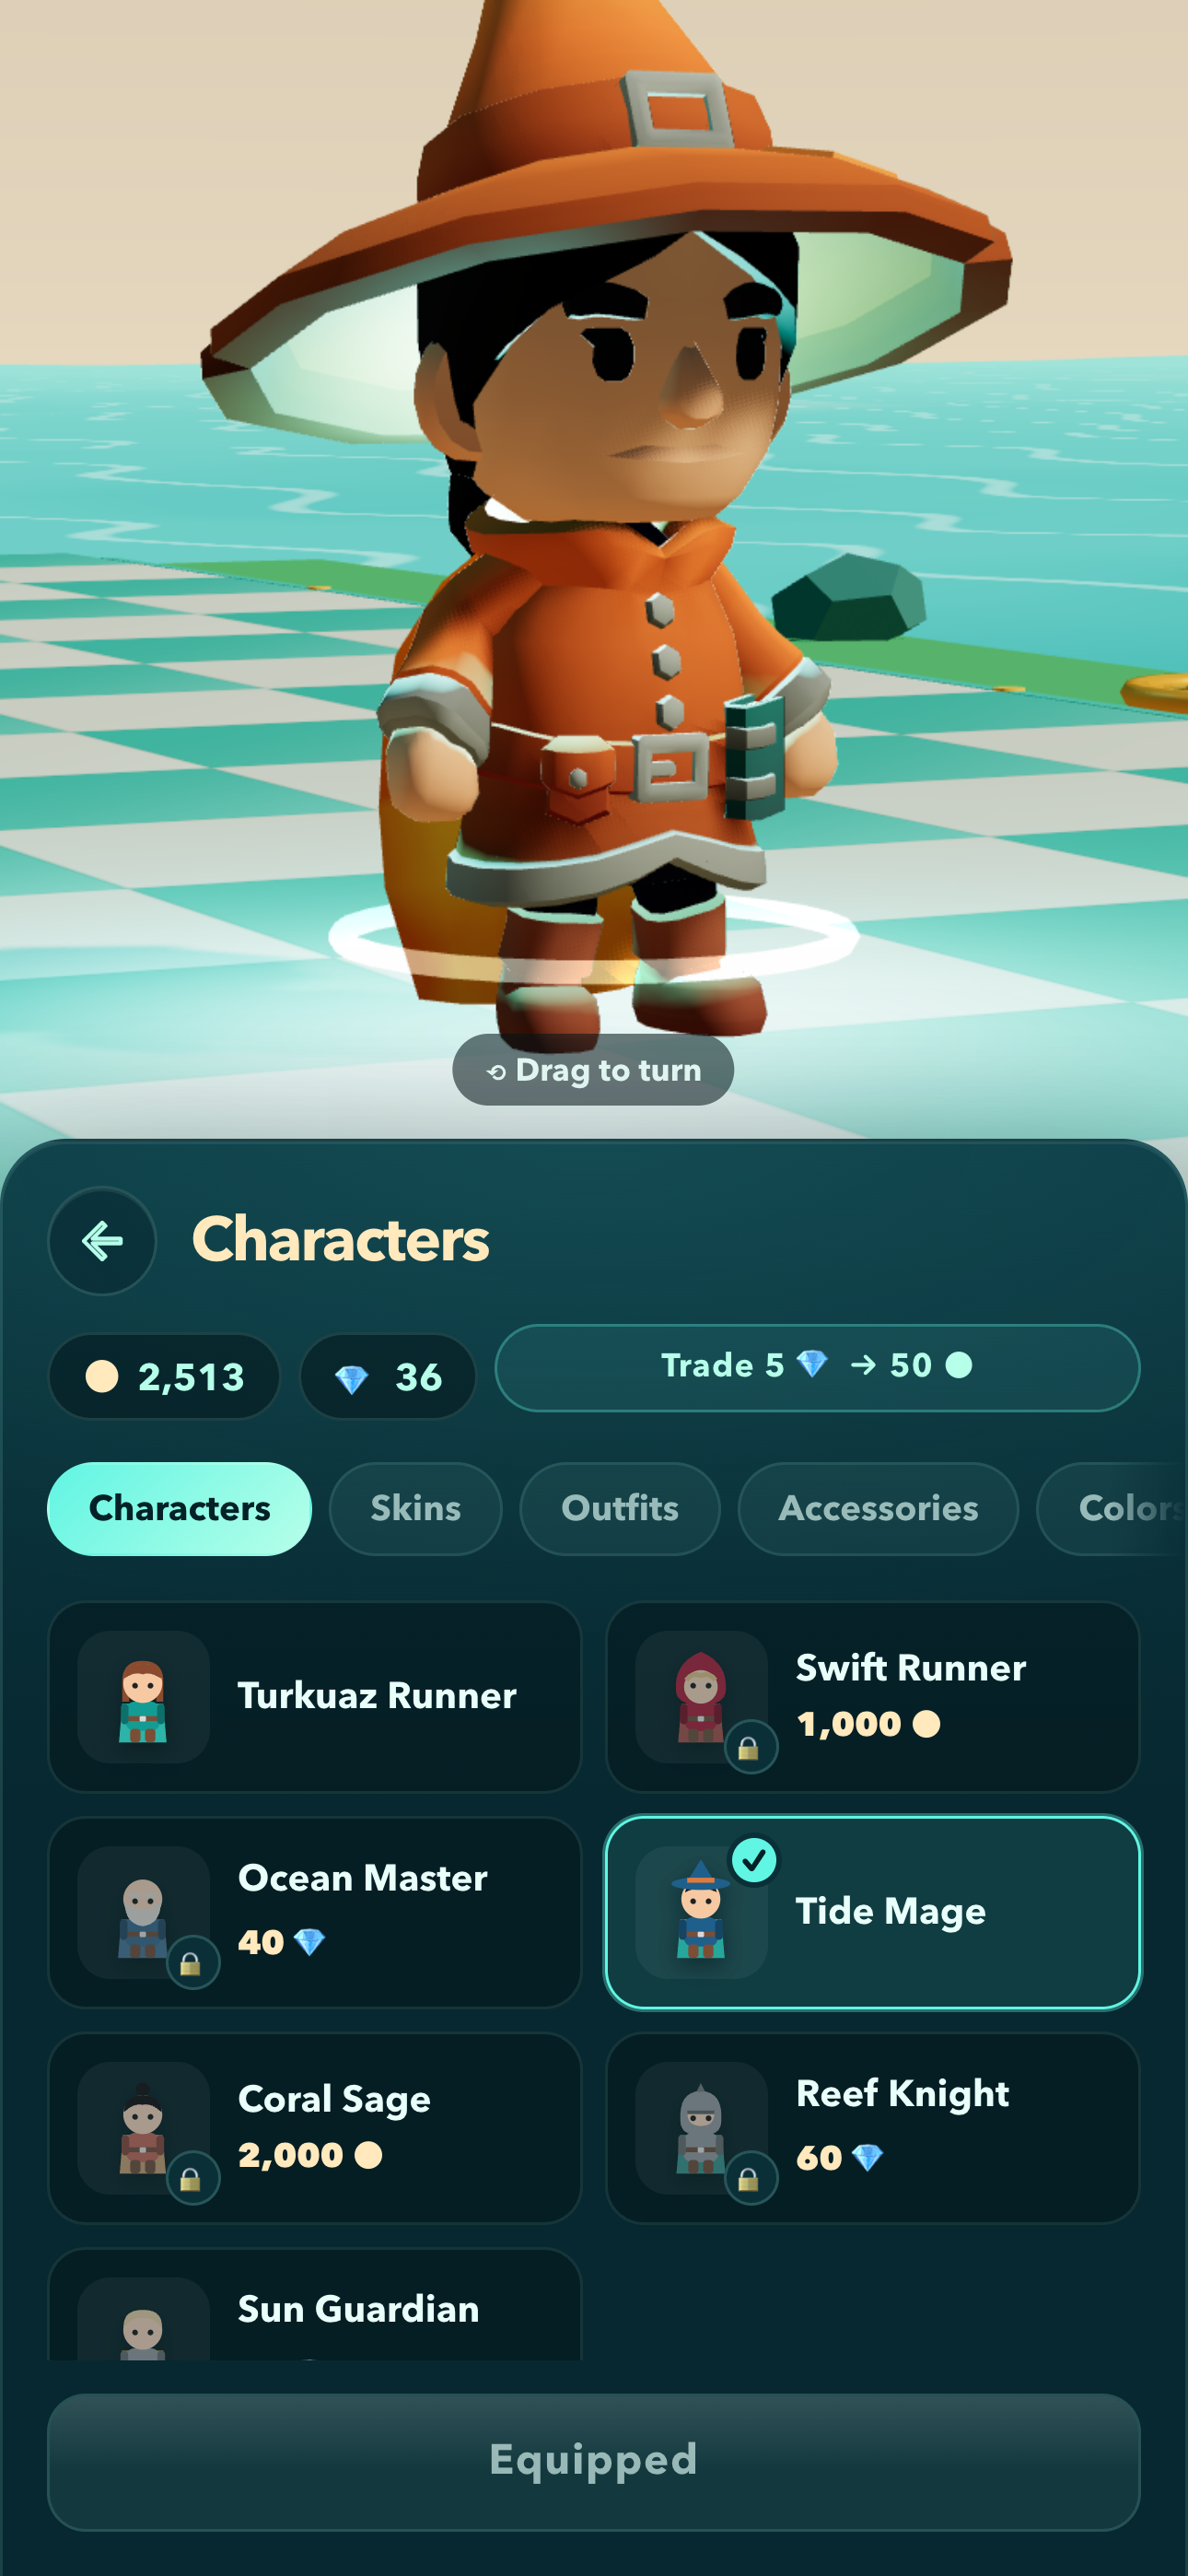 ⟲ Drag to turn
Characters
2,513
36
Trade 5 💎 → 50
Characters
Skins
Outfits
Accessories
Colors
Turkuaz Runner
Swift Runner
1,000
Ocean Master
40 💎
Tide Mage
Coral Sage
2,000
Reef Knight
60 💎
Sun Guardian
Equipped